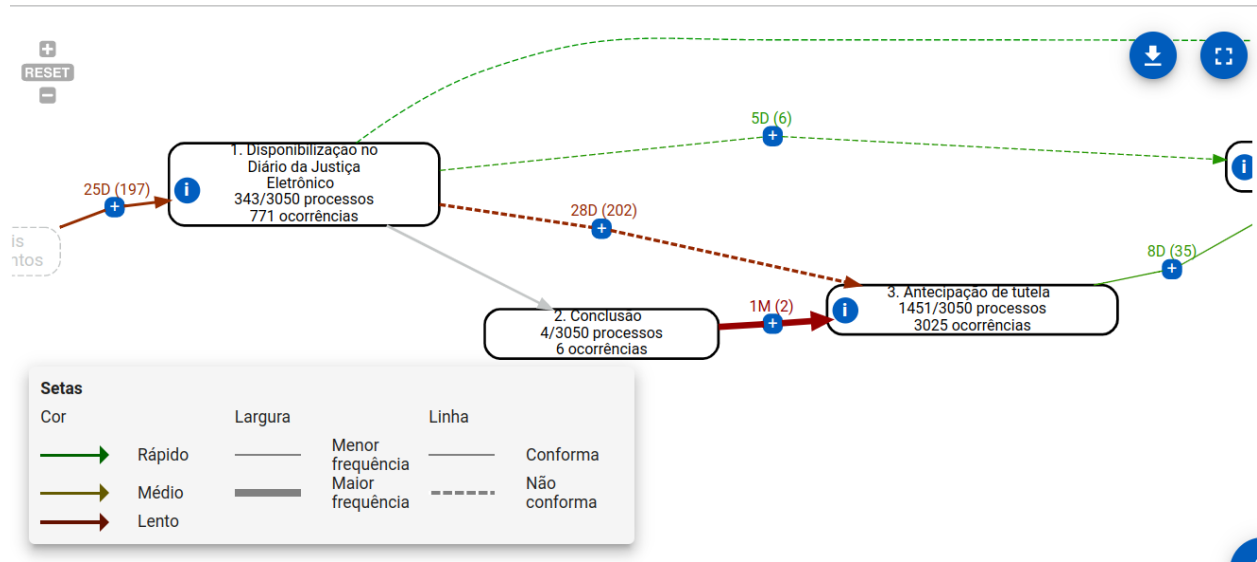 RESET
5D (6)
1. Disponibilização no
Diário da Justiça
Eletrônico
343/3050 processos
771 ocorrências
25D (197)
28D (202)
8D (35)
3. Antecipação de tutela
1451/3050 processos
3025 ocorrências
1M (2)
2. Conclusão
4/3050 processos
6 ocorrências
Setas
Cor
Largura
Linha
Rápido
Menor
frequência
Conforma
Médio
Maior
frequência
Não
conforma
Lento